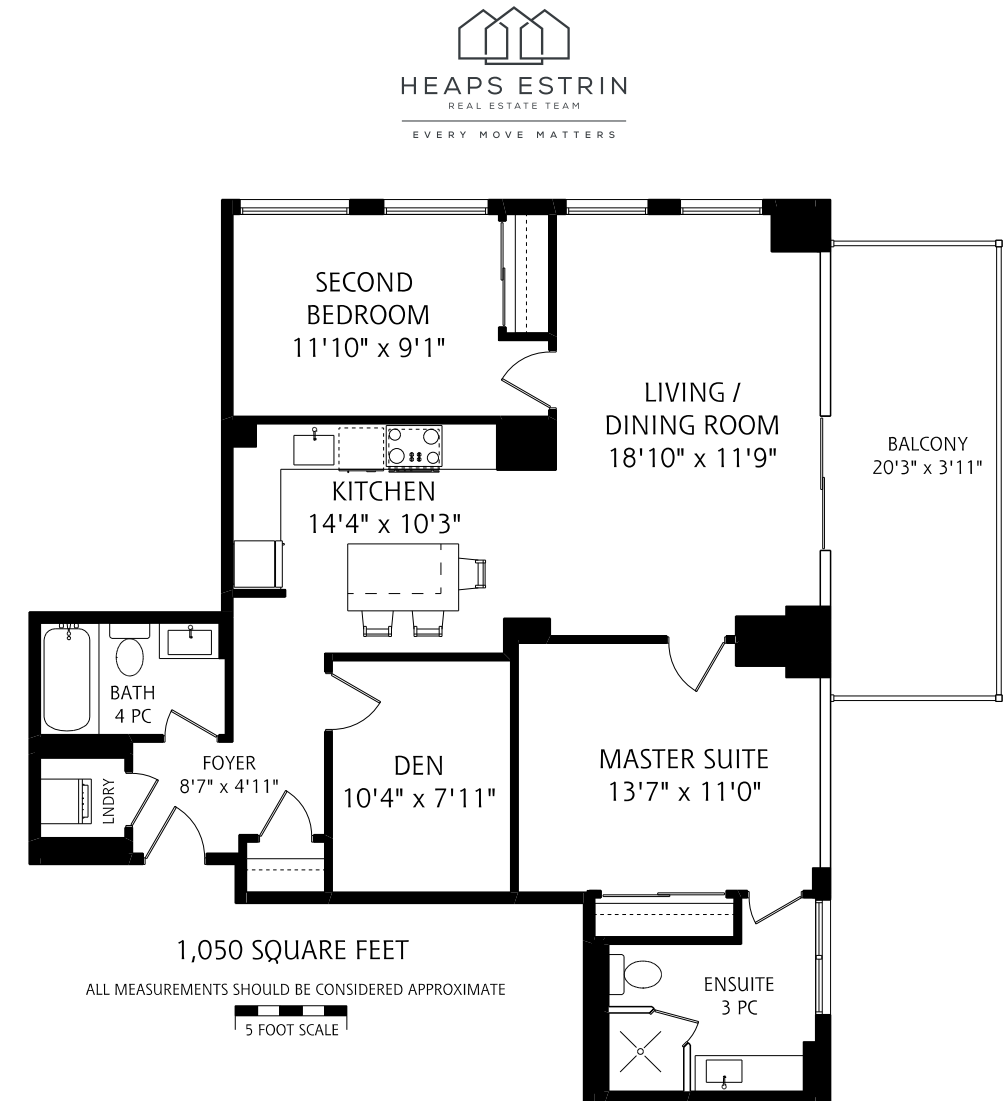 HEAPS ESTRIN
REAL ESTATE TEAM
EVERY MOVE MATTERS
SECOND
BEDROOM
11'10" x 9'1"
LIVING /
DINING ROOM
18'10" x 11'9"
BALCONY
20'3" x 3'11"
KITCHEN
14'4" x 10'3"
BATH
4 PC
FOYER
8'7" x 4'11"
LNDRY
DEN
10'4" x 7'11"
MASTER SUITE
13'7" x 11'0"
ENSUITE
3 PC
1,050 SQUARE FEET
ALL MEASUREMENTS SHOULD BE CONSIDERED APPROXIMATE
5 FOOT SCALE